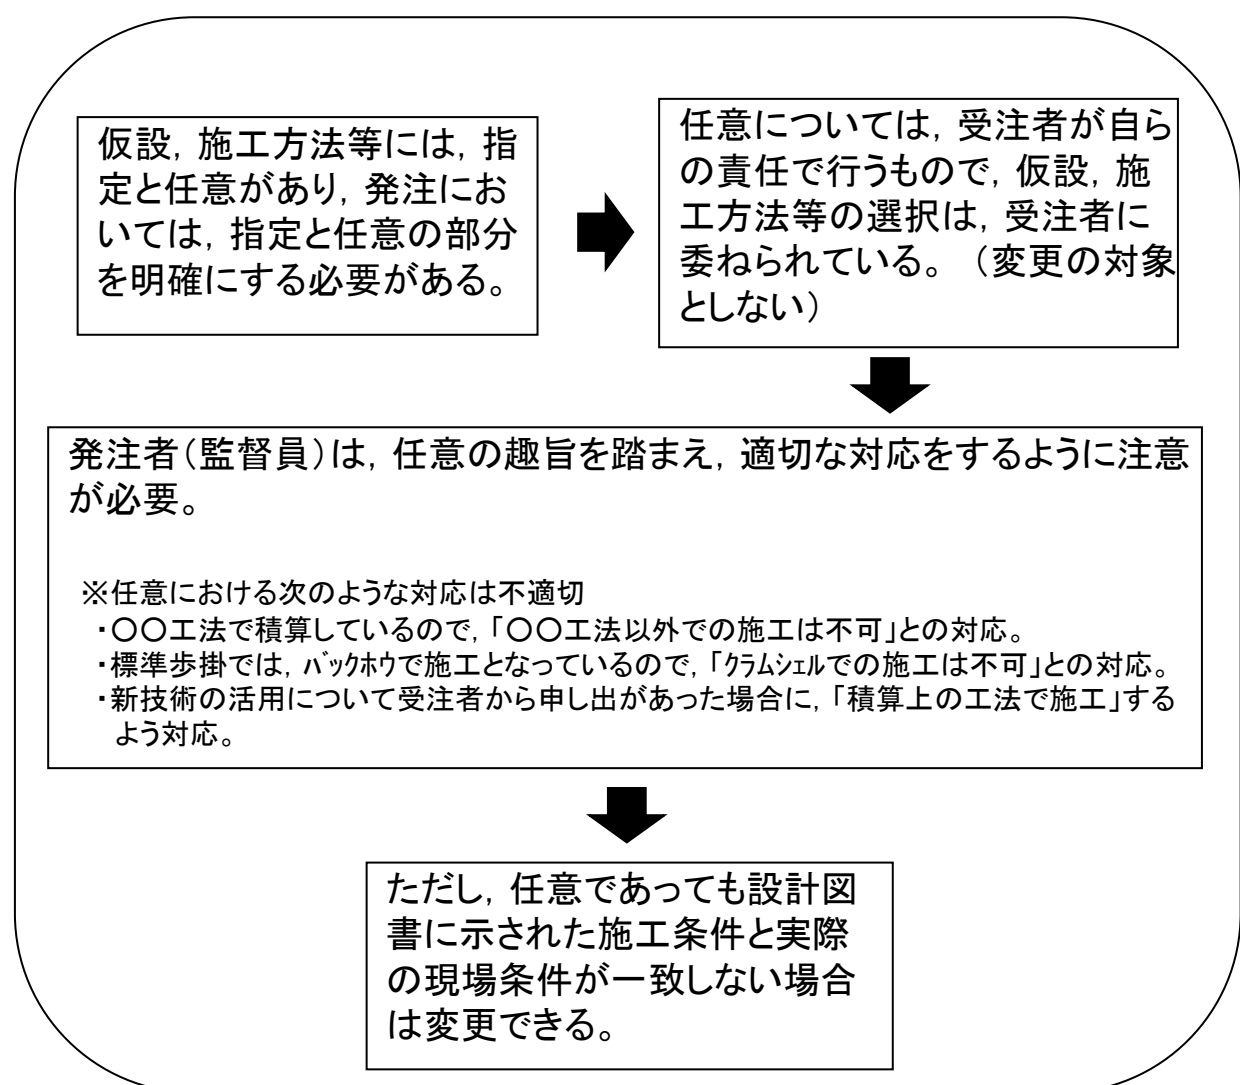 仮設，施工方法等には，指
定と任意があり，発注にお
いては，指定と任意の部分
を明確にする必要がある。
任意については，受注者が自ら
の責任で行うもので，仮設，施
工方法等の選択は，受注者に
委ねられている。（変更の対象
としない）
発注者（監督員）は，任意の趣旨を踏まえ，適切な対応をするように注意
が必要。
※任意における次のような対応は不適切
・〇〇工法で積算しているので，「〇〇工法以外での施工は不可」との対応。
・標準歩掛では，ﾊﾞｯｸﾎｳで施工となっているので，「ｸﾗﾑｼｪﾙでの施工は不可」との対応。
・新技術の活用について受注者から申し出があった場合に，「積算上の工法で施工」する
よう対応。
ただし，任意であっても設計図
書に示された施工条件と実際
の現場条件が一致しない場合
は変更できる。